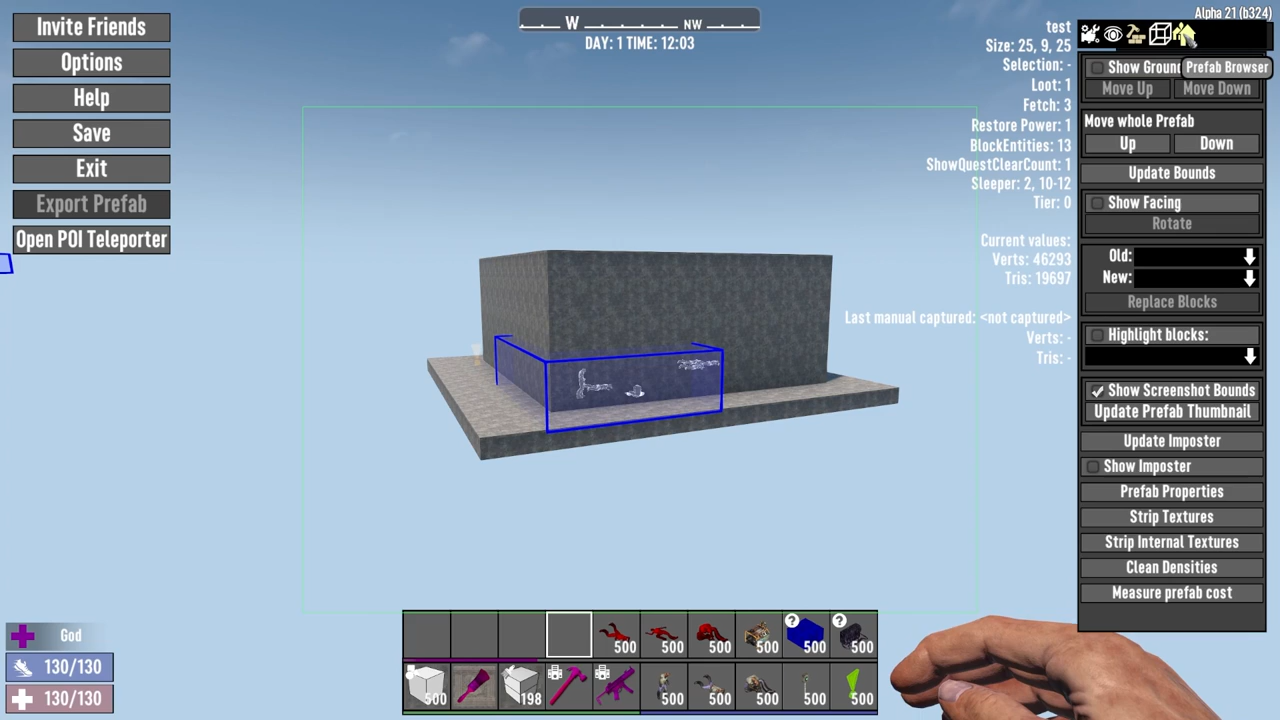 Invite Friends
Options
Help
Save
Exit
Export Prefab
Open POI Teleporter
W
NW
DAY: 1 TIME: 12:03
test
Size: 25, 9, 25
Selection: -
Loot: 1
Fetch: 3
Restore Power: 1
BlockEntities: 13
ShowQuestClearCount: 1
Sleeper: 2, 10-12
Tier: 0
Current values:
Verts: 46293
Tris: 19697
Last manual captured: <not captured>
Verts: -
Tris: -
Alpha 21 (b324)
Prefab Browser
Show Ground
Move Up
Move Down
Move whole Prefab
Up
Down
Update Bounds
Show Facing
Rotate
Old:
New:
Replace Blocks
Highlight blocks:
Show Screenshot Bounds
Update Prefab Thumbnail
Update Imposter
Show Imposter
Prefab Properties
Strip Textures
Strip Internal Textures
Clean Densities
Measure prefab cost
God
130/130
130/130
500
500
500
500
? 500
? 500
500
198
500
500
500
500
500